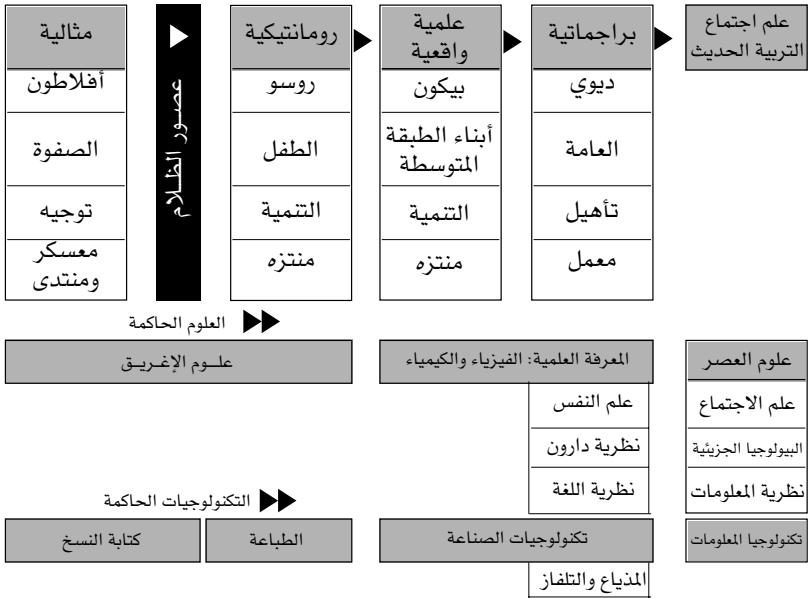 مثالية
أفلاطون
الصفوة
توجيه
معسكر
ومنتدى
عصور الظلام
رومانتيكية
روسو
الطفل
التنمية
منتزه
علمية
واقعية
بيكون
أبناء الطبقة
المتوسطة
التنمية
منتزه
براجماتية
ديوي
العامة
تأهيل
معمل
علم اجتماع
التربية الحديث
العلوم الحاكمة
علــوم الإغـريــق
المعرفة العلمية: الفيزياء والكيمياء
علم النفس
نظرية دارون
نظرية اللغة
علوم العصر
علم الاجتماع
البيولوجيا الجزيئية
نظرية المعلومات
التكنولوجيات الحاكمة
كتابة النسخ
الطباعة
تكنولوجيات الصناعة
المذياع والتلفاز
تكنولوجيا المعلومات